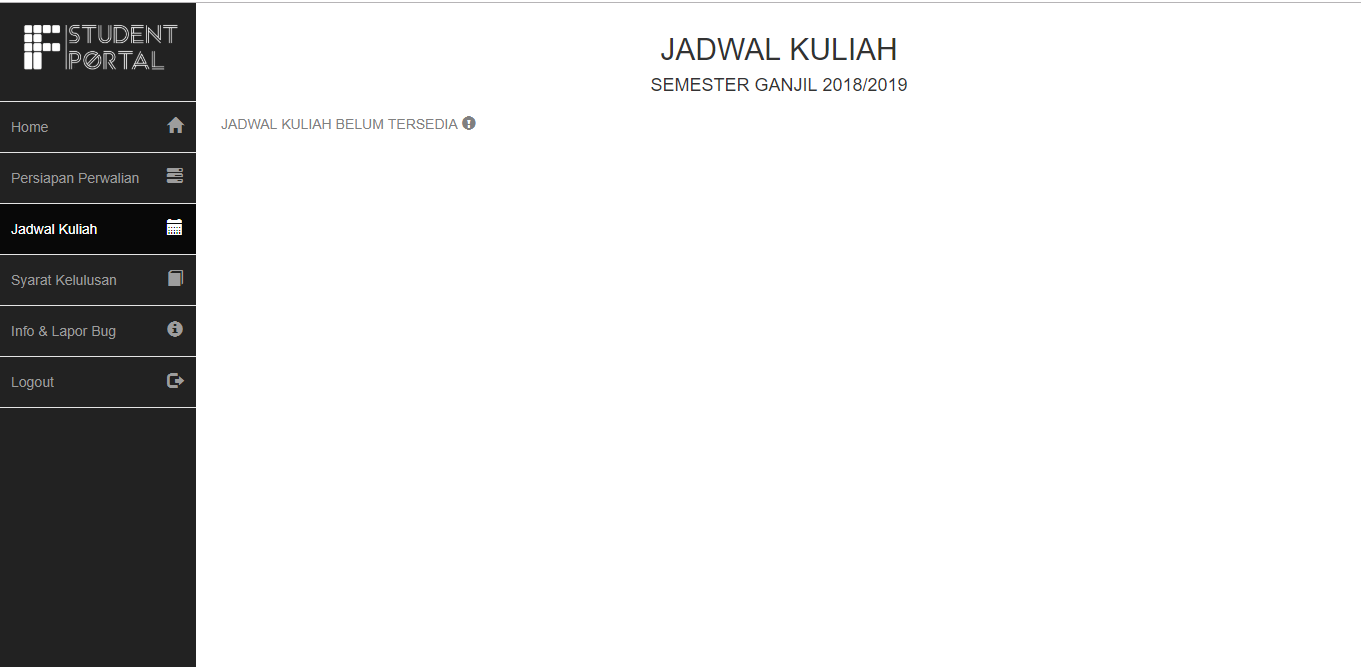 STUDENT
PORTAL
Home
Persiapan Perwalian
Jadwal Kuliah
Syarat Kelulusan
Info & Lapor Bug
Logout
JADWAL KULIAH
SEMESTER GANJIL 2018/2019
JADWAL KULIAH BELUM TERSEDIA